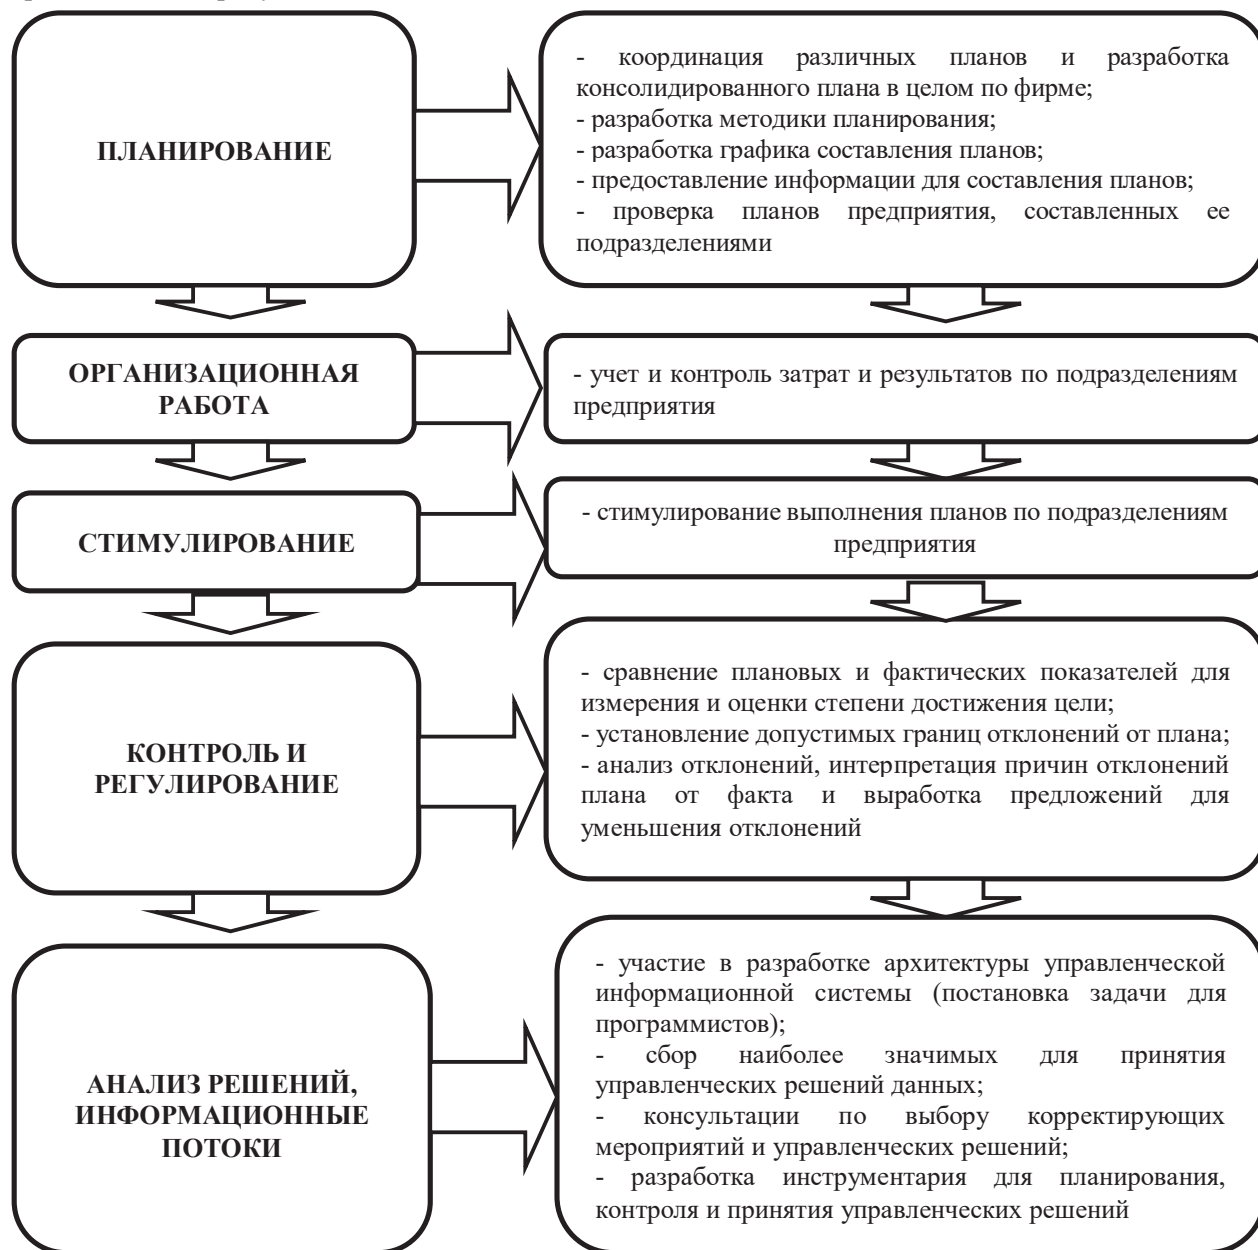 ПЛАНИРОВАНИЕ
- координация различных планов и разработка
консолидированного плана в целом по фирме;
- разработка методики планирования;
- разработка графика составления планов;
- предоставление информации для составления планов;
- проверка планов предприятия, составленных ее
подразделениями
ОРГАНИЗАЦИОННАЯ
РАБОТА
- учет и контроль затрат и результатов по подразделениям
предприятия
СТИМУЛИРОВАНИЕ
- стимулирование выполнения планов по подразделениям
предприятия
КОНТРОЛЬ И
РЕГУЛИРОВАНИЕ
- сравнение плановых и фактических показателей для
измерения и оценки степени достижения цели;
- установление допустимых границ отклонений от плана;
- анализ отклонений, интерпретация причин отклонений
плана от факта и выработка предложений для
уменьшения отклонений
АНАЛИЗ РЕШЕНИЙ,
ИНФОРМАЦИОННЫЕ
ПОТОКИ
- участие в разработке архитектуры управленческой
информационной системы (постановка задачи для
программистов);
- сбор наиболее значимых для принятия
управленческих решений данных;
- консультации по выбору корректирующих
мероприятий и управленческих решений;
- разработка инструментария для планирования,
контроля и принятия управленческих решений